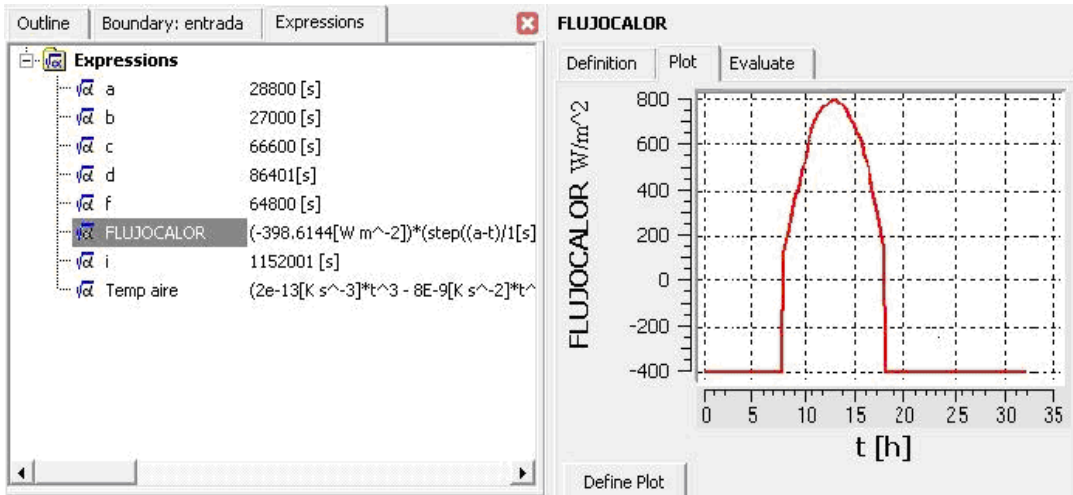 Outline Boundary: entrada Expressions
Expressions
a 28800 [s]
b 27000 [s]
c 66600 [s]
d 86401[s]
f 64800 [s]
FLUJOCALOR (-398.6144[W m^-2])*(step((a-t)/1[s]
i 1152001 [s]
Temp aire (2e-13[K s^-3]*t^3 - 8E-9[K s^-2]*t^
FLUJOCALOR
Definition Plot Evaluate
FLUJOCALOR W/m^2
800
600
400
200
0
-200
-400
0 5 10 15 20 25 30 35
t [h]
Define Plot